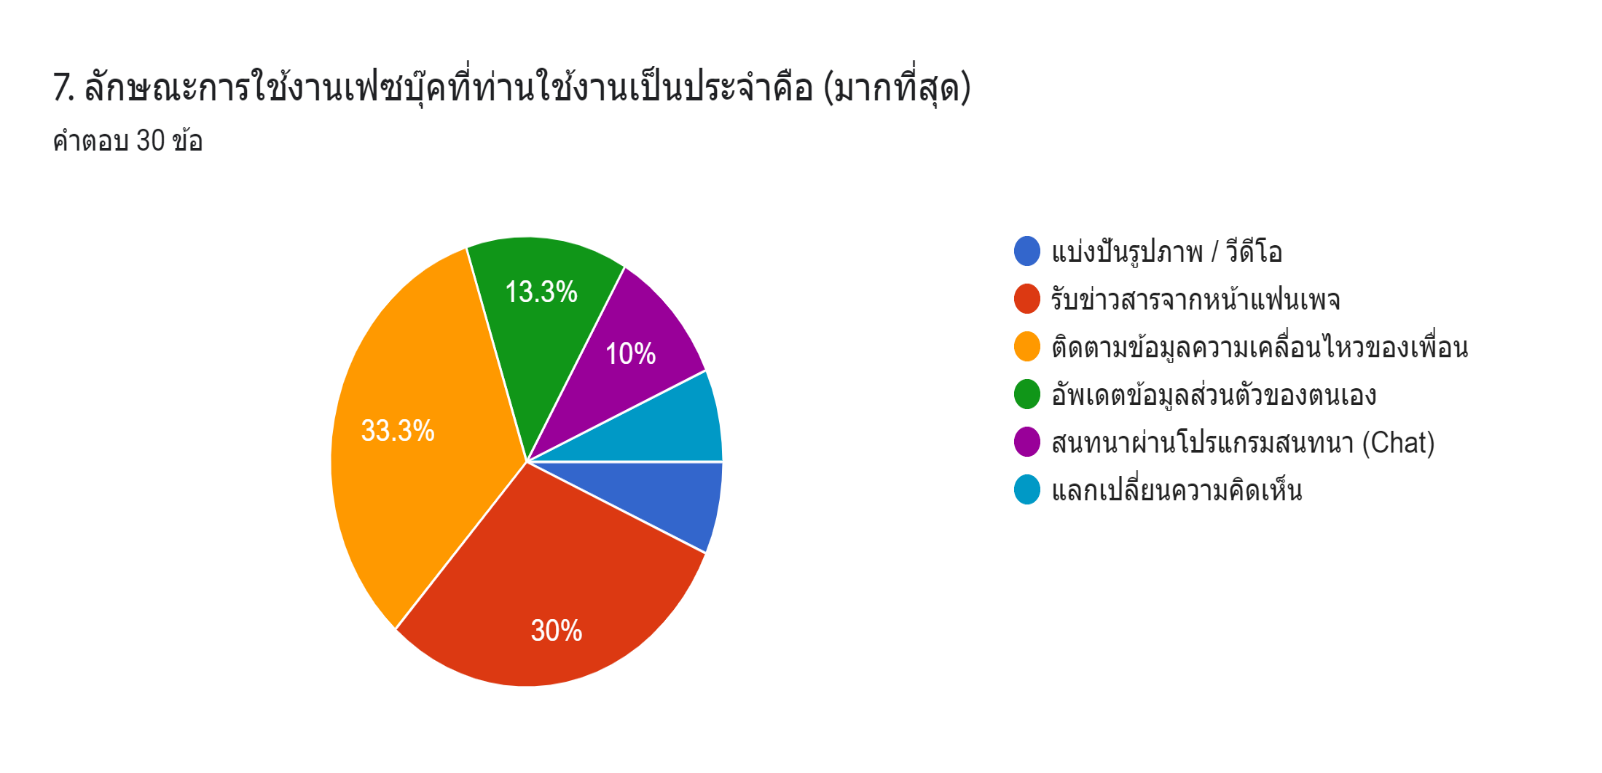 7. ลักษณะการใช้งานเฟซบุ๊คที่ท่านใช้งานเป็นประจำคือ (มากที่สุด)
คำตอบ 30 ข้อ
แบ่งปันรูปภาพ / วีดีโอ
รับข่าวสารจากหน้าแฟนเพจ
ติดตามข้อมูลความเคลื่อนไหวของเพื่อน
อัพเดตข้อมูลส่วนตัวของตนเอง
สนทนาผ่านโปรแกรมสนทนา (Chat)
แลกเปลี่ยนความคิดเห็น
13.3%
10%
33.3%
30%